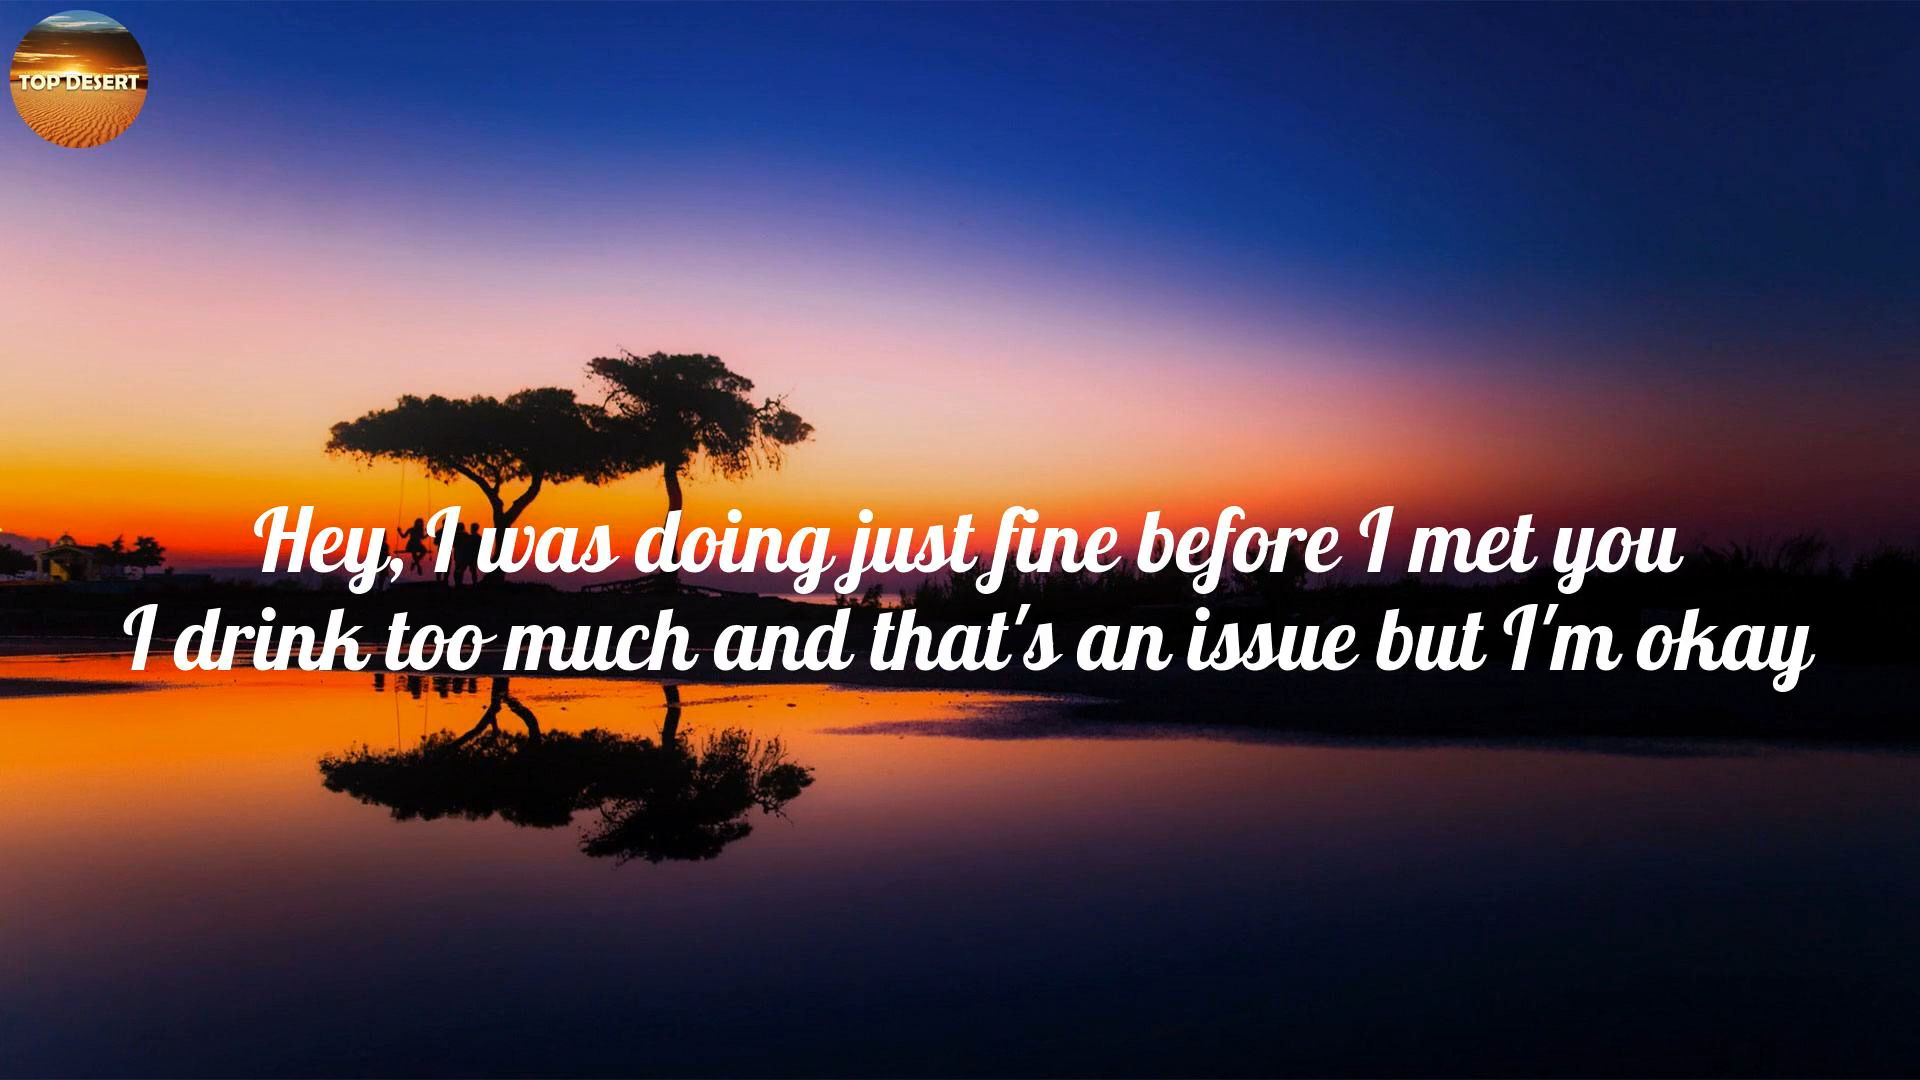 TOP DESERT
Hey, I was doing just fine before I met you
I drink too much and that's an issue but I'm okay